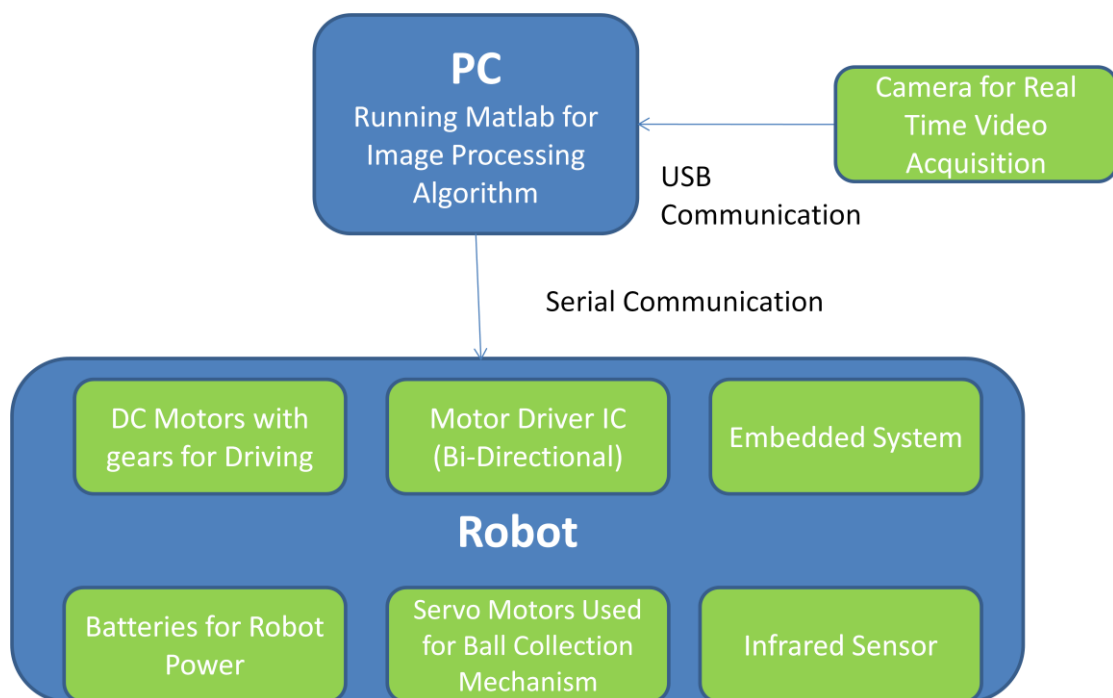 PC
Running Matlab for
Image Processing
Algorithm
Camera for Real
Time Video
Acquisition
USB
Communication
Serial Communication
DC Motors with
gears for Driving
Motor Driver IC
(Bi-Directional)
Embedded System
Robot
Batteries for Robot
Power
Servo Motors Used
for Ball Collection
Mechanism
Infrared Sensor